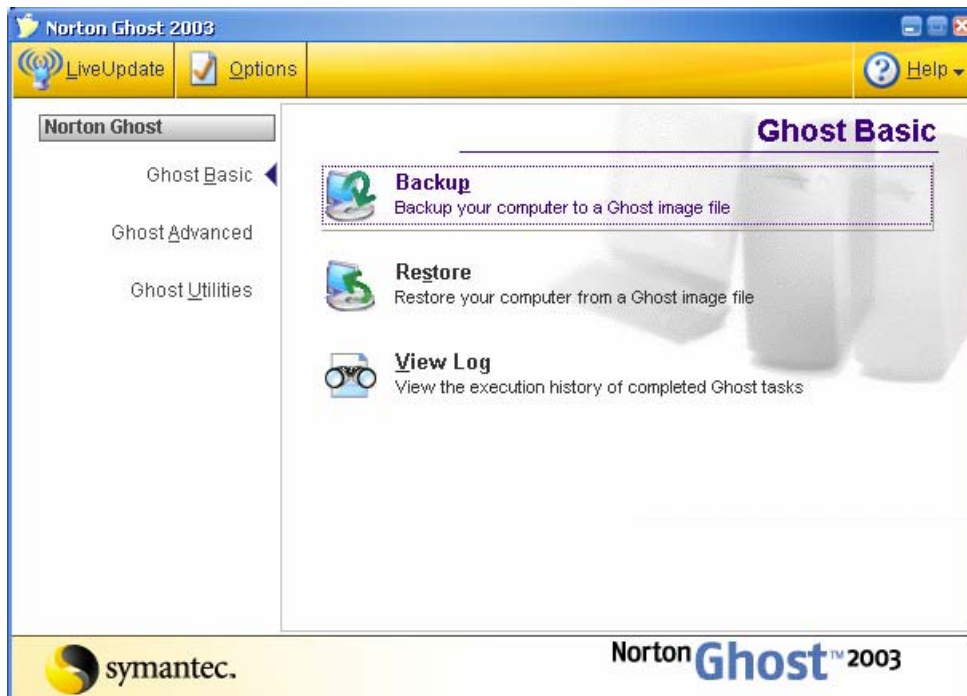 Norton Ghost 2003
LiveUpdate
Options
Help
Norton Ghost
Ghost Basic
Ghost Advanced
Ghost Utilities
Ghost Basic
Backup
Backup your computer to a Ghost image file
Restore
Restore your computer from a Ghost image file
View Log
View the execution history of completed Ghost tasks
symantec.
Norton Ghost™ 2003